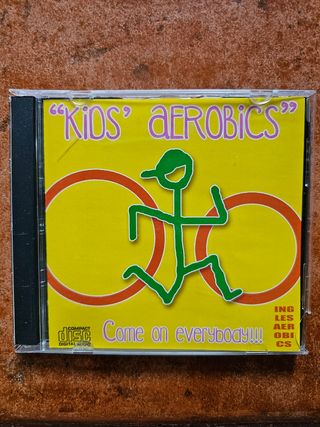 "KiDS' aEROBiCS"
COMPACT
disc
DIGITAL AUDIO
Come on everybody!!!
ING
LES AER
OBI
CS